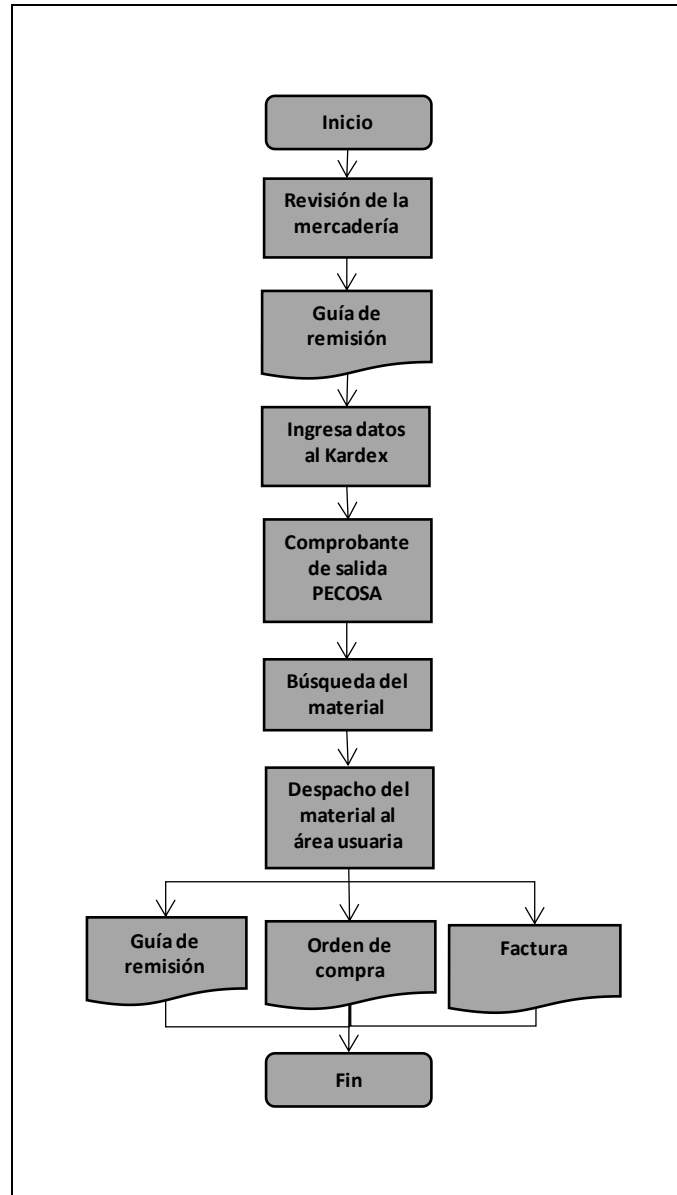 Inicio
Revisión de la
mercadería
Guía de
remisión
Ingresa datos
al Kardex
Comprobante
de salida
PECOSA
Búsqueda del
material
Despacho del
material al
área usuaria
Guía de
remisión
Orden de
compra
Factura
Fin